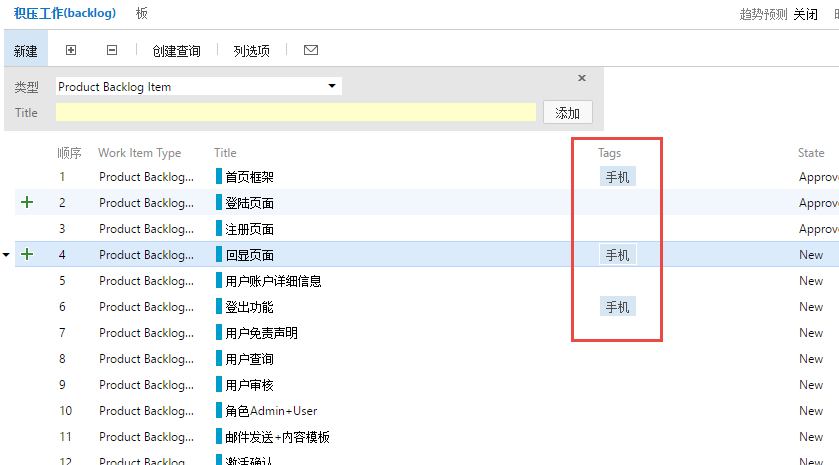 积压工作(backlog) 板 趋势预测 关闭
新建 创建查询 列选项
类型 Product Backlog Item
Title 添加
顺序 Work Item Type Title Tags State
1 Product Backlog... 首页框架 手机 Approve
2 Product Backlog... 登陆页面 Approve
3 Product Backlog... 注册页面 Approve
4 Product Backlog... 回显页面 手机 New
5 Product Backlog... 用户账户详细信息 New
6 Product Backlog... 登出功能 手机 New
7 Product Backlog... 用户免责声明 New
8 Product Backlog... 用户查询 New
9 Product Backlog... 用户审核 New
10 Product Backlog... 角色Admin+User New
11 Product Backlog... 邮件发送+内容模板 New
12 Product Backlog... 激活确认 New